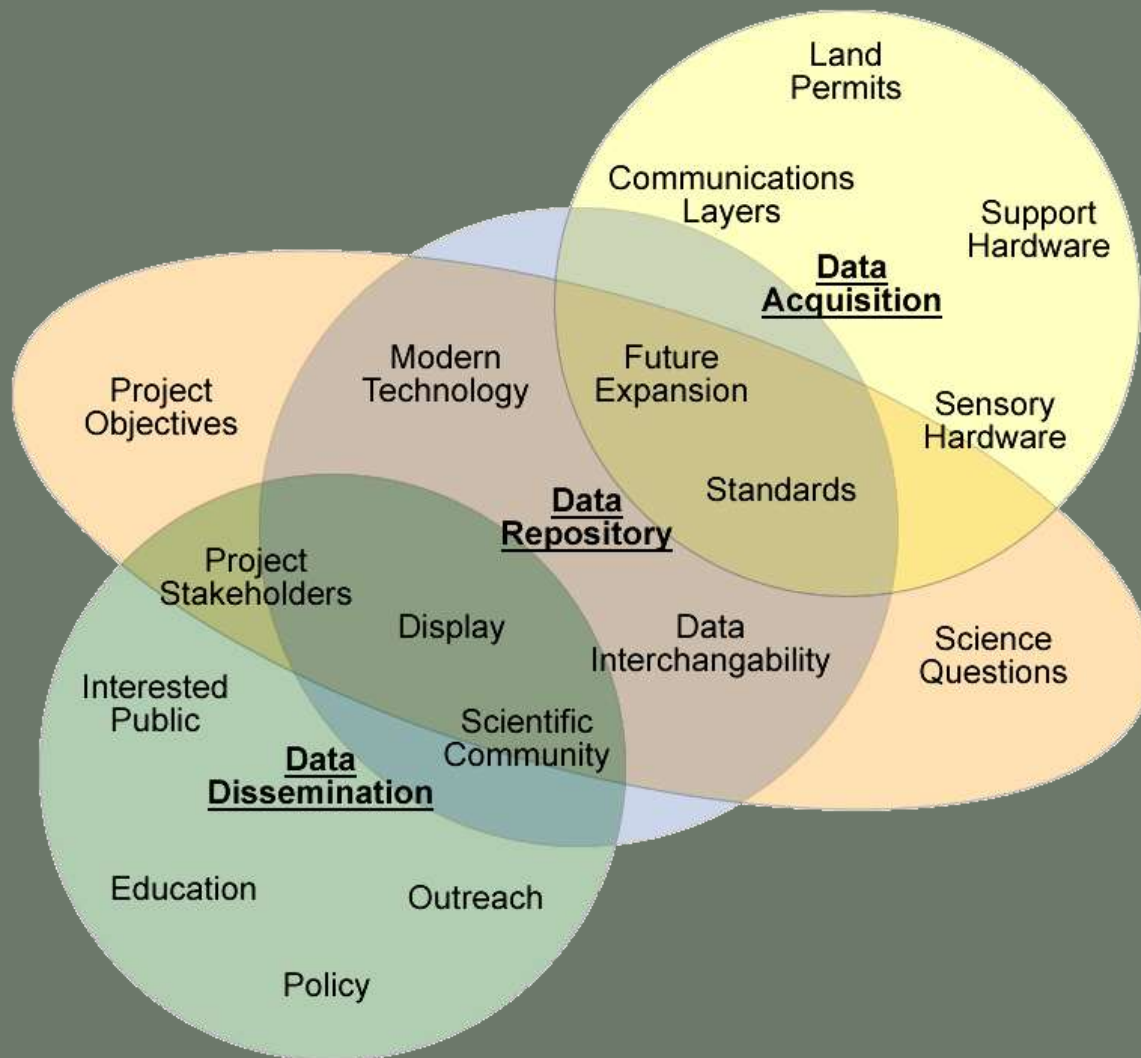 Land
Permits
Communications
Layers
Support
Hardware
Data
Acquisition
Modern
Technology
Future
Expansion
Project
Objectives
Sensory
Hardware
Standards
Data
Repository
Project
Stakeholders
Display
Data
Interchangability
Science
Questions
Interested
Public
Scientific
Community
Data
Dissemination
Education
Outreach
Policy